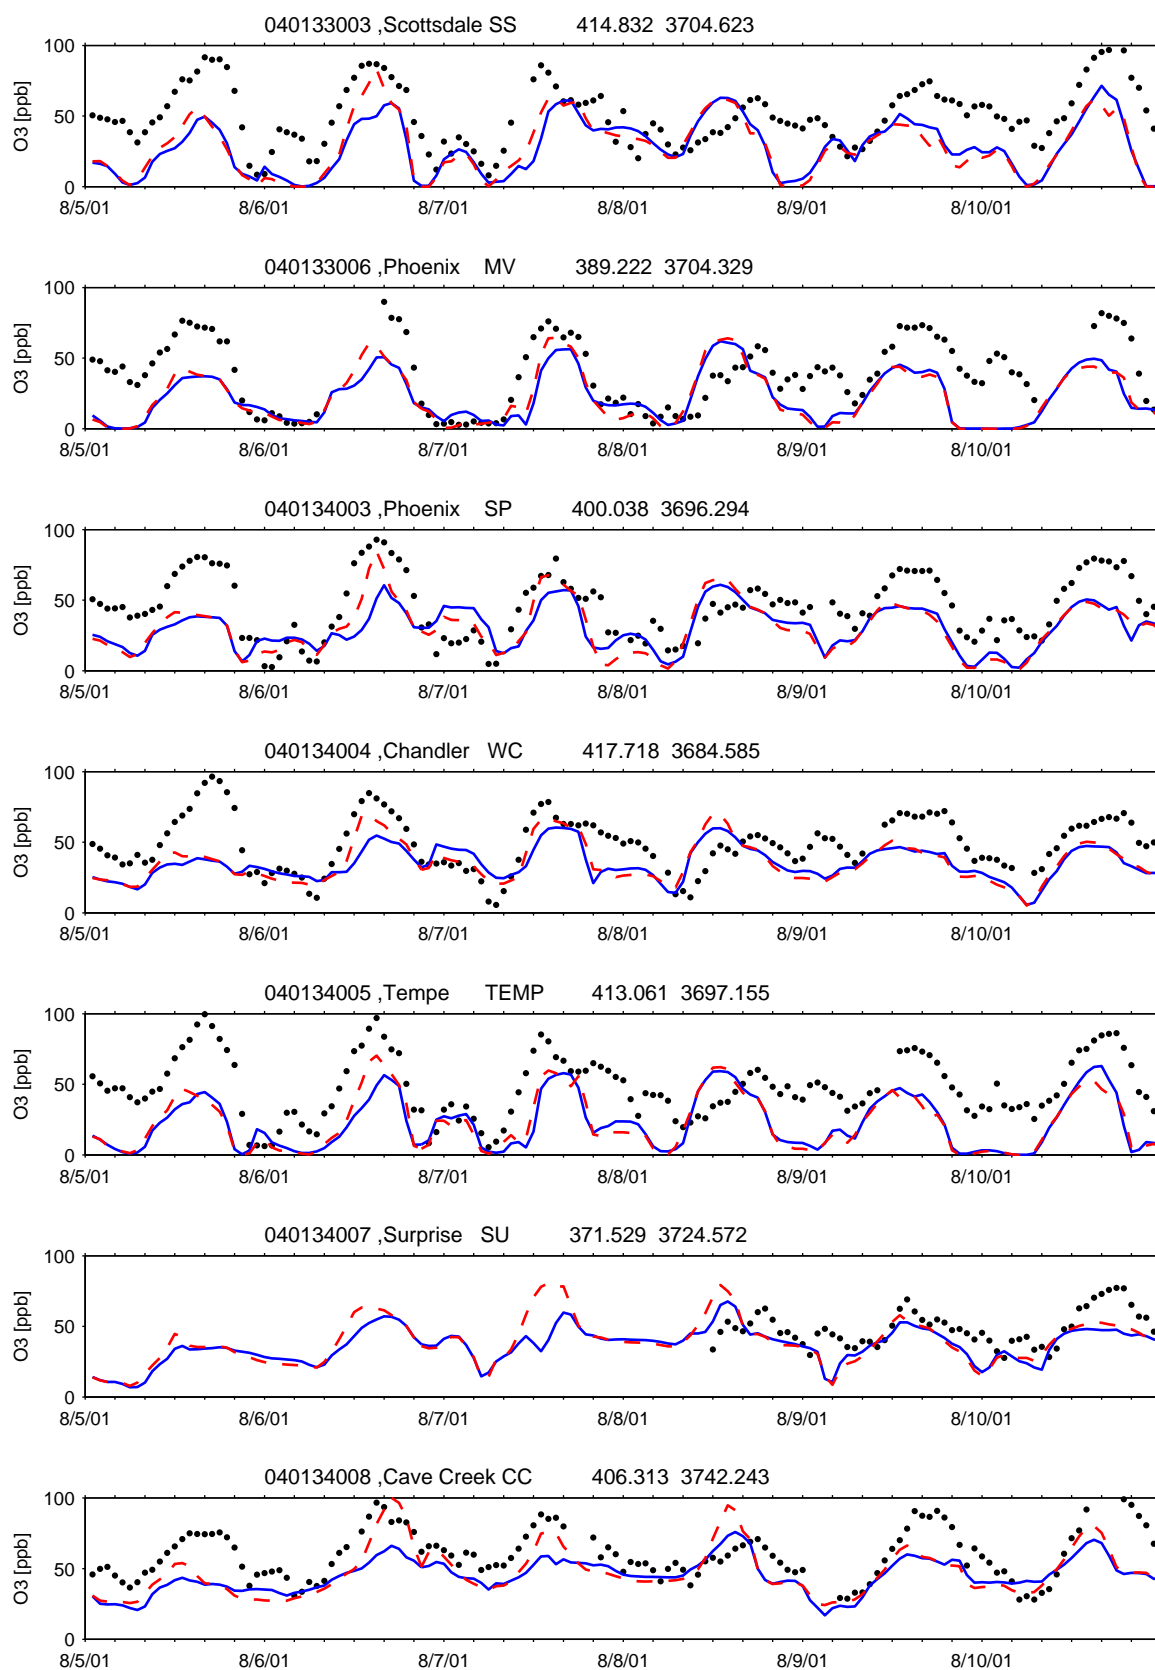 040133003 ,Scottsdale SS 414.832 3704.623
100
50
0
O3 [ppb]
8/5/01 8/6/01 8/7/01 8/8/01 8/9/01 8/10/01
040133006 ,Phoenix MV 389.222 3704.329
100
50
0
O3 [ppb]
8/5/01 8/6/01 8/7/01 8/8/01 8/9/01 8/10/01
040134003 ,Phoenix SP 400.038 3696.294
100
50
0
O3 [ppb]
8/5/01 8/6/01 8/7/01 8/8/01 8/9/01 8/10/01
040134004 ,Chandler WC 417.718 3684.585
100
50
0
O3 [ppb]
8/5/01 8/6/01 8/7/01 8/8/01 8/9/01 8/10/01
040134005 ,Tempe TEMP 413.061 3697.155
100
50
0
O3 [ppb]
8/5/01 8/6/01 8/7/01 8/8/01 8/9/01 8/10/01
040134007 ,Surprise SU 371.529 3724.572
100
50
0
O3 [ppb]
8/5/01 8/6/01 8/7/01 8/8/01 8/9/01 8/10/01
040134008 ,Cave Creek CC 406.313 3742.243
100
50
0
O3 [ppb]
8/5/01 8/6/01 8/7/01 8/8/01 8/9/01 8/10/01